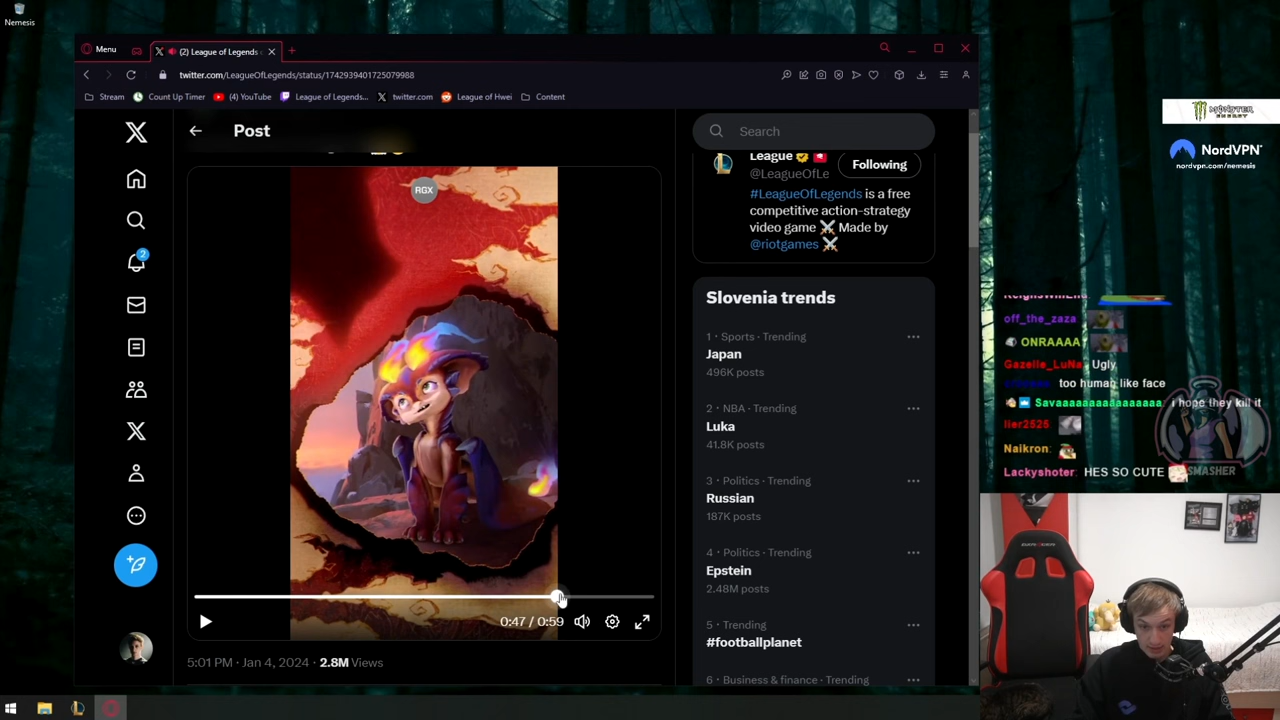 Nemesis
Menu
(2) League of Legends
twitter.com/LeagueOfLegends/status/1742939401725079988
Stream
Count Up Timer
(4) YouTube
League of Legends...
twitter.com
League of Hwei
Content
Post
RGX
0:47 / 0:59
5:01 PM · Jan 4, 2024 · 2.8M Views
2
Search
League
@LeagueOfLe
Following
#LeagueOfLegends is a free
competitive action-strategy
video game ⚔️ Made by
@riotgames ⚔️
Slovenia trends
1 · Sports · Trending
Japan
496K posts
2 · NBA · Trending
Luka
41.8K posts
3 · Politics · Trending
Russian
187K posts
4 · Politics · Trending
Epstein
2.48M posts
5 · Trending
#footballplanet
6 · Business & finance · Trending
MONSTER
ENERGY
NordVPN
nordvpn.com/nemesis
off_the_zaza
ONRAAAA
Gazelle_LuNa: Ugly
too human like face
i hope they kill it
lier2525
Naikron:
Lackyshoter: HES SO CUTE
SMASHER